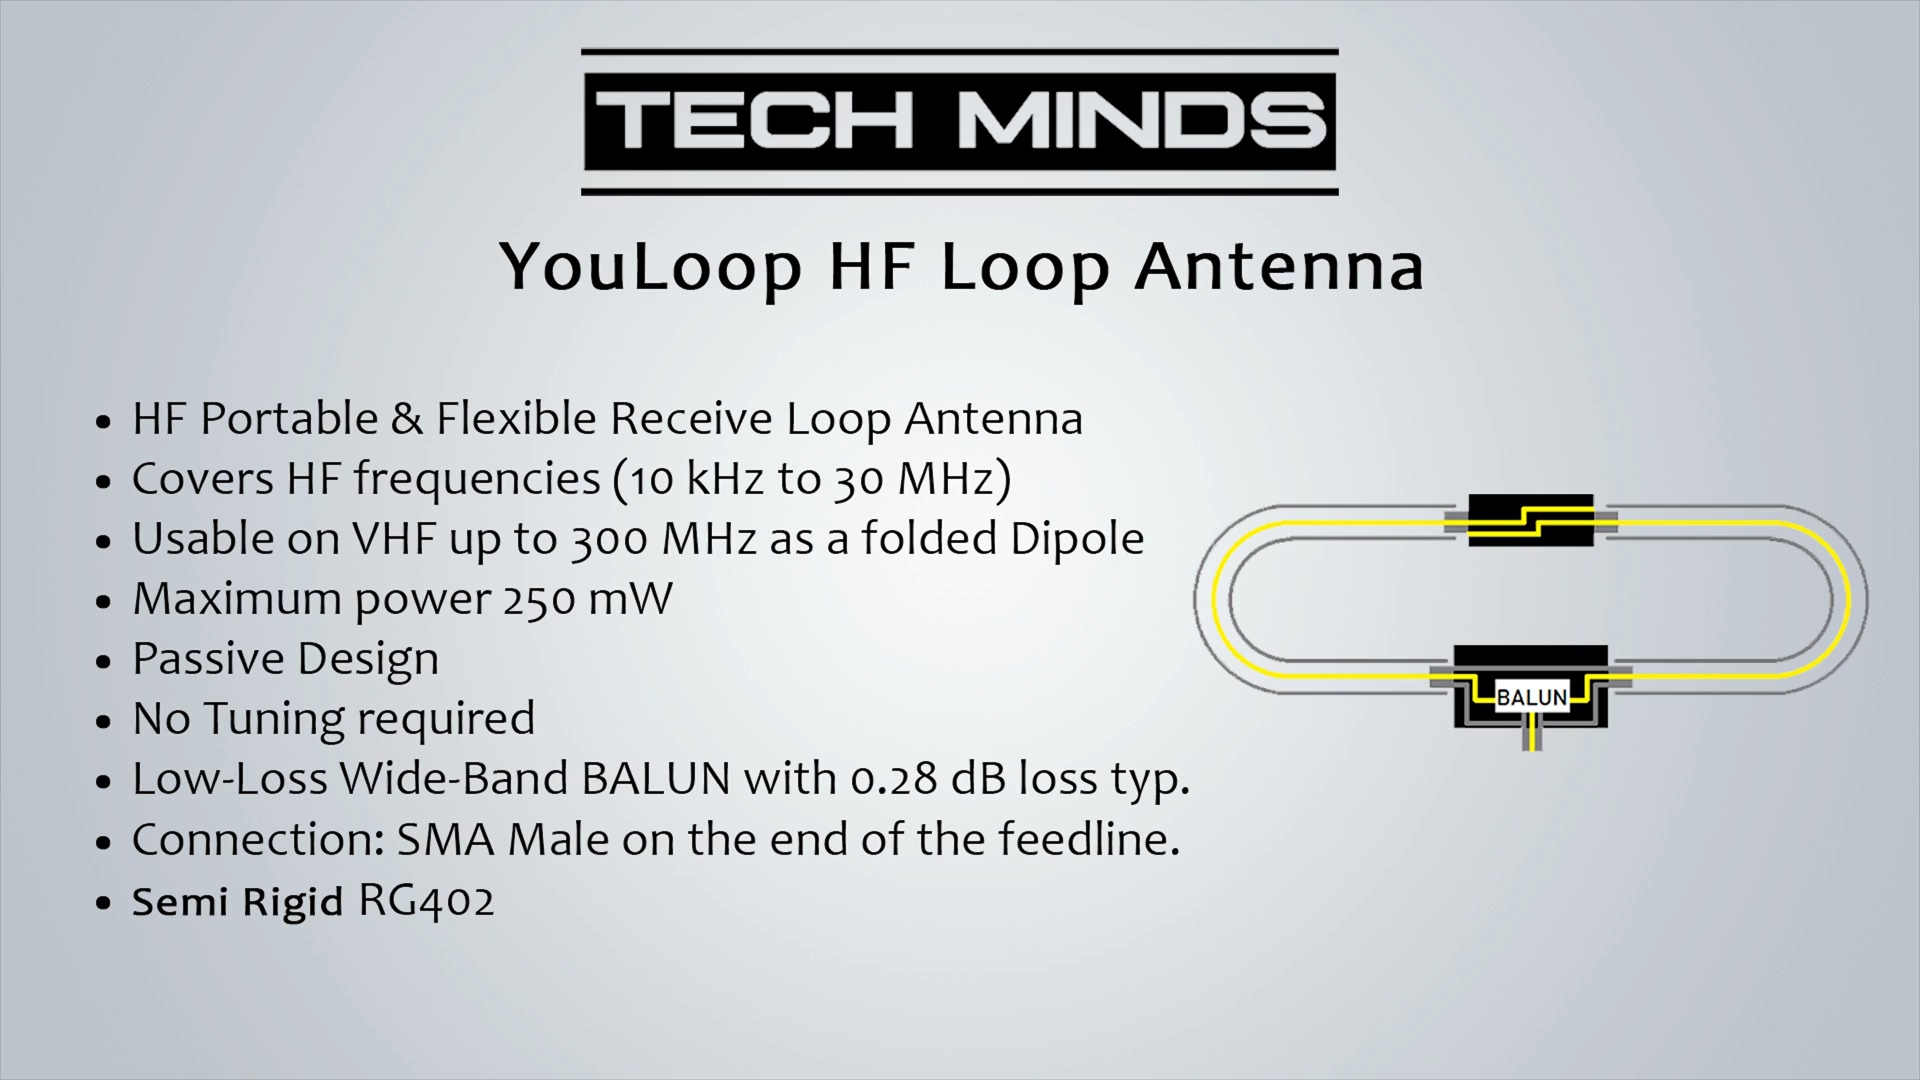 TECH MINDS
YouLoop HF Loop Antenna
• HF Portable & Flexible Receive Loop Antenna
• Covers HF frequencies (10 kHz to 30 MHz)
• Usable on VHF up to 300 MHz as a folded Dipole
• Maximum power 250 mW
• Passive Design
• No Tuning required
• Low-Loss Wide-Band BALUN with 0.28 dB loss typ.
• Connection: SMA Male on the end of the feedline.
• Semi Rigid RG402
BALUN